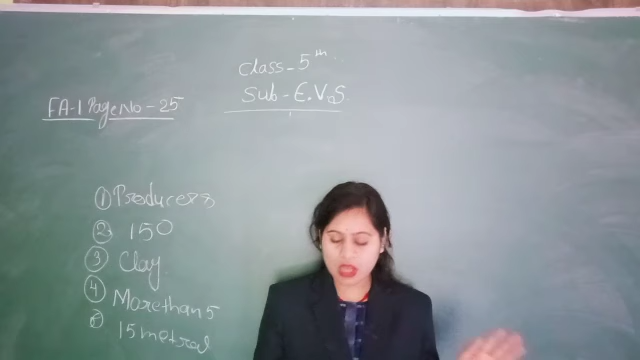 Class - 5th
Sub - E.V.S
FA-1 Page No - 25
① Producers
② 150
③ Clay
④ More than 5
⑤ 15 metres